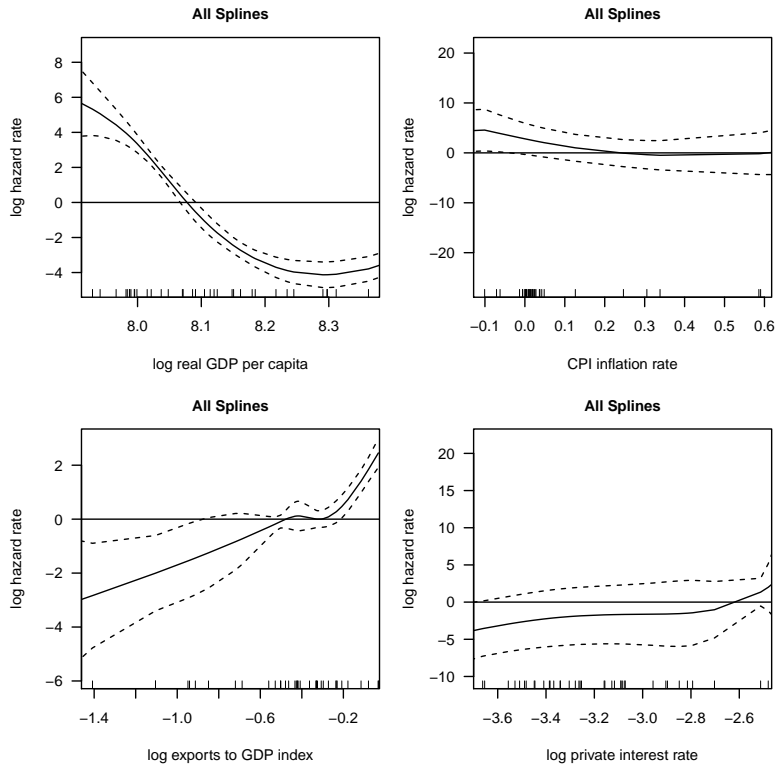 All Splines
log hazard rate
8
6
4
2
0
−2
−4
8.0 8.1 8.2 8.3
log real GDP per capita
All Splines
log hazard rate
20
10
0
−10
−20
−0.1 0.0 0.1 0.2 0.3 0.4 0.5 0.6
CPI inflation rate
All Splines
log hazard rate
2
0
−2
−4
−6
−1.4 −1.0 −0.6 −0.2
log exports to GDP index
All Splines
log hazard rate
20
15
10
5
0
−5
−10
−3.6 −3.4 −3.2 −3.0 −2.8 −2.6
log private interest rate